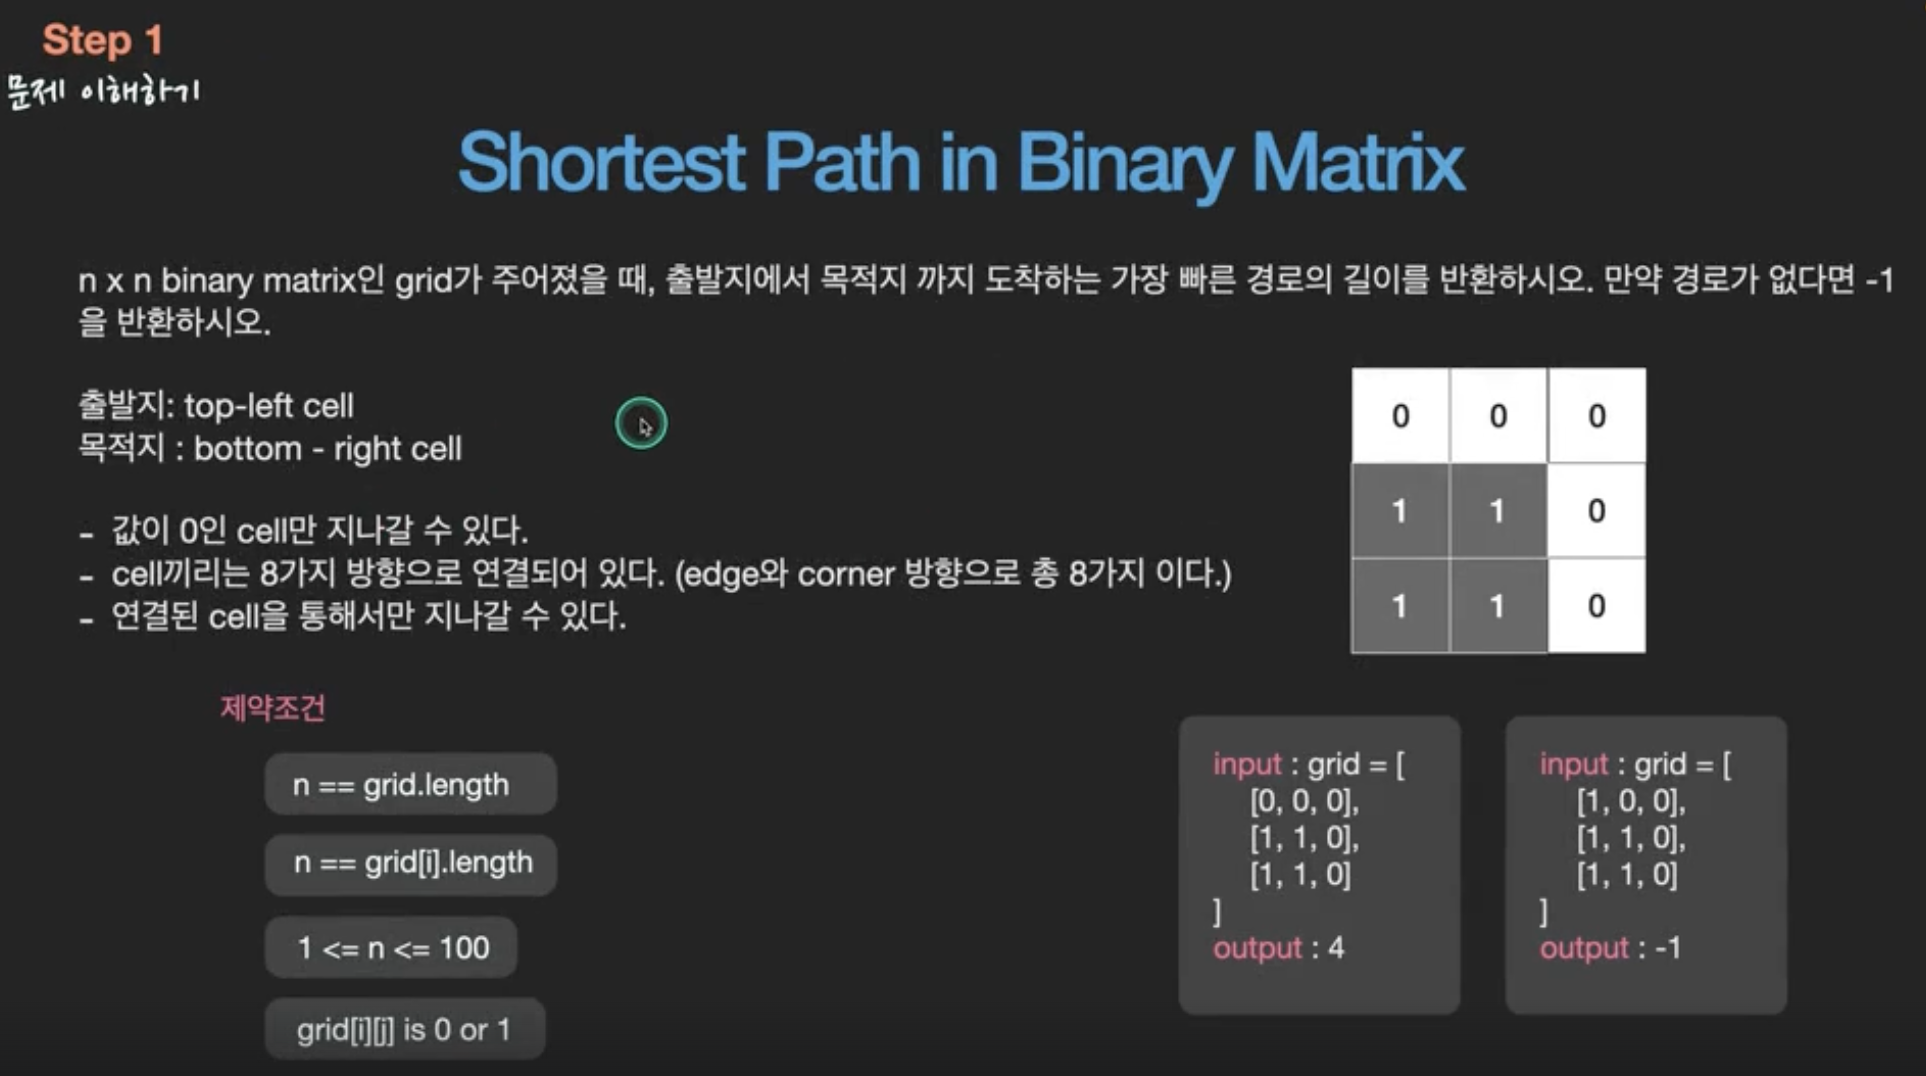 Step 1
문제 이해하기
Shortest Path in Binary Matrix
n x n binary matrix인 grid가 주어졌을 때, 출발지에서 목적지 까지 도착하는 가장 빠른 경로의 길이를 반환하시오. 만약 경로가 없다면 -1
을 반환하시오.
출발지: top-left cell
목적지 : bottom - right cell
- 값이 0인 cell만 지나갈 수 있다.
- cell끼리는 8가지 방향으로 연결되어 있다. (edge와 corner 방향으로 총 8가지 이다.)
- 연결된 cell을 통해서만 지나갈 수 있다.
0 0 0
1 1 0
1 1 0
제약조건
n == grid.length
n == grid[i].length
1 <= n <= 100
grid[i][j] is 0 or 1
input : grid = [
[0, 0, 0],
[1, 1, 0],
[1, 1, 0]
]
output : 4
input : grid = [
[1, 0, 0],
[1, 1, 0],
[1, 1, 0]
]
output : -1